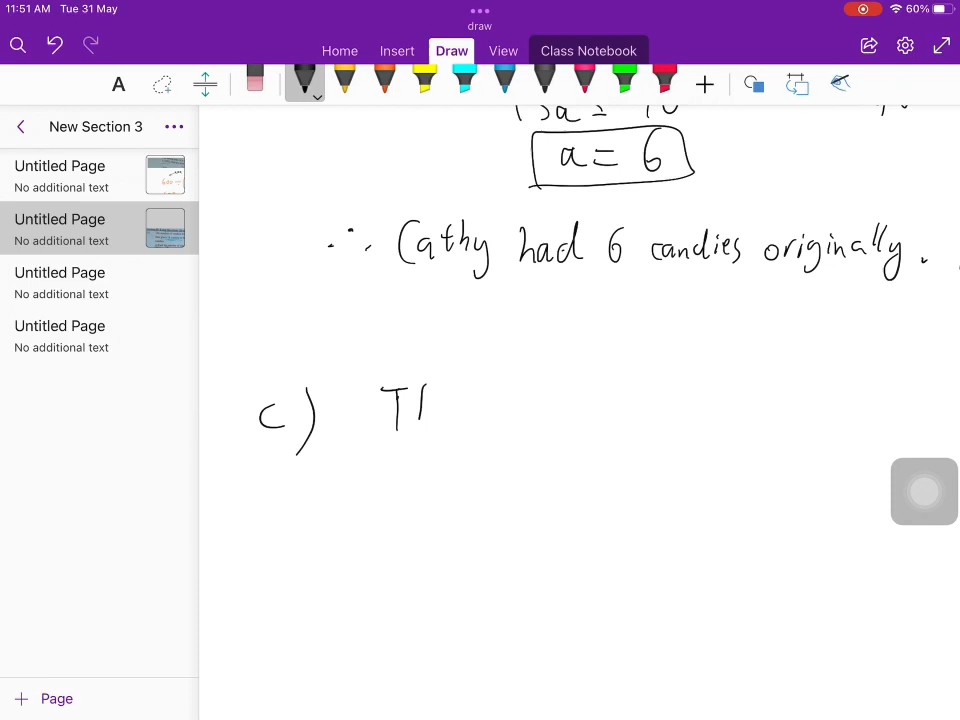 11:51 AM Tue 31 May
60%
draw
Home Insert Draw View Class Notebook
A
New Section 3
Untitled Page
No additional text
Untitled Page
No additional text
Untitled Page
No additional text
Untitled Page
No additional text
a = 6
∴ Cathy had 6 candies originally.
c)
+ Page